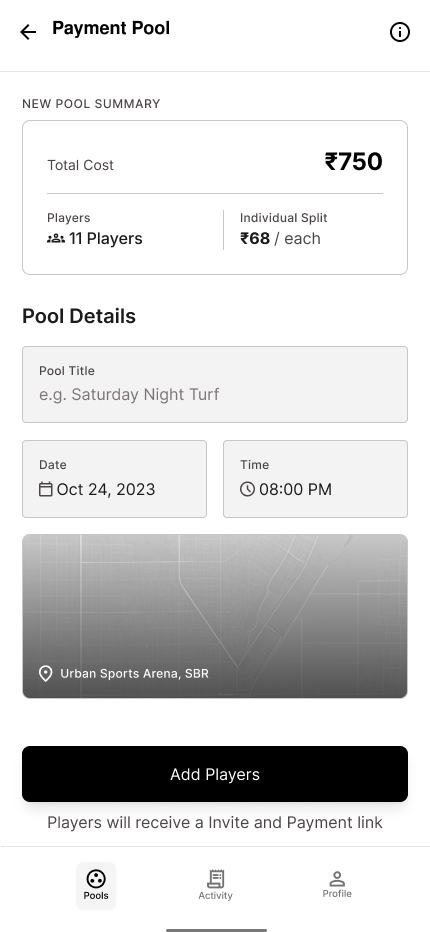 Payment Pool
NEW POOL SUMMARY
Total Cost
₹750
Players
11 Players
Individual Split
₹68 / each
Pool Details
Pool Title
e.g. Saturday Night Turf
Date
Oct 24, 2023
Time
08:00 PM
Urban Sports Arena, SBR
Add Players
Players will receive a Invite and Payment link
Pools
Activity
Profile